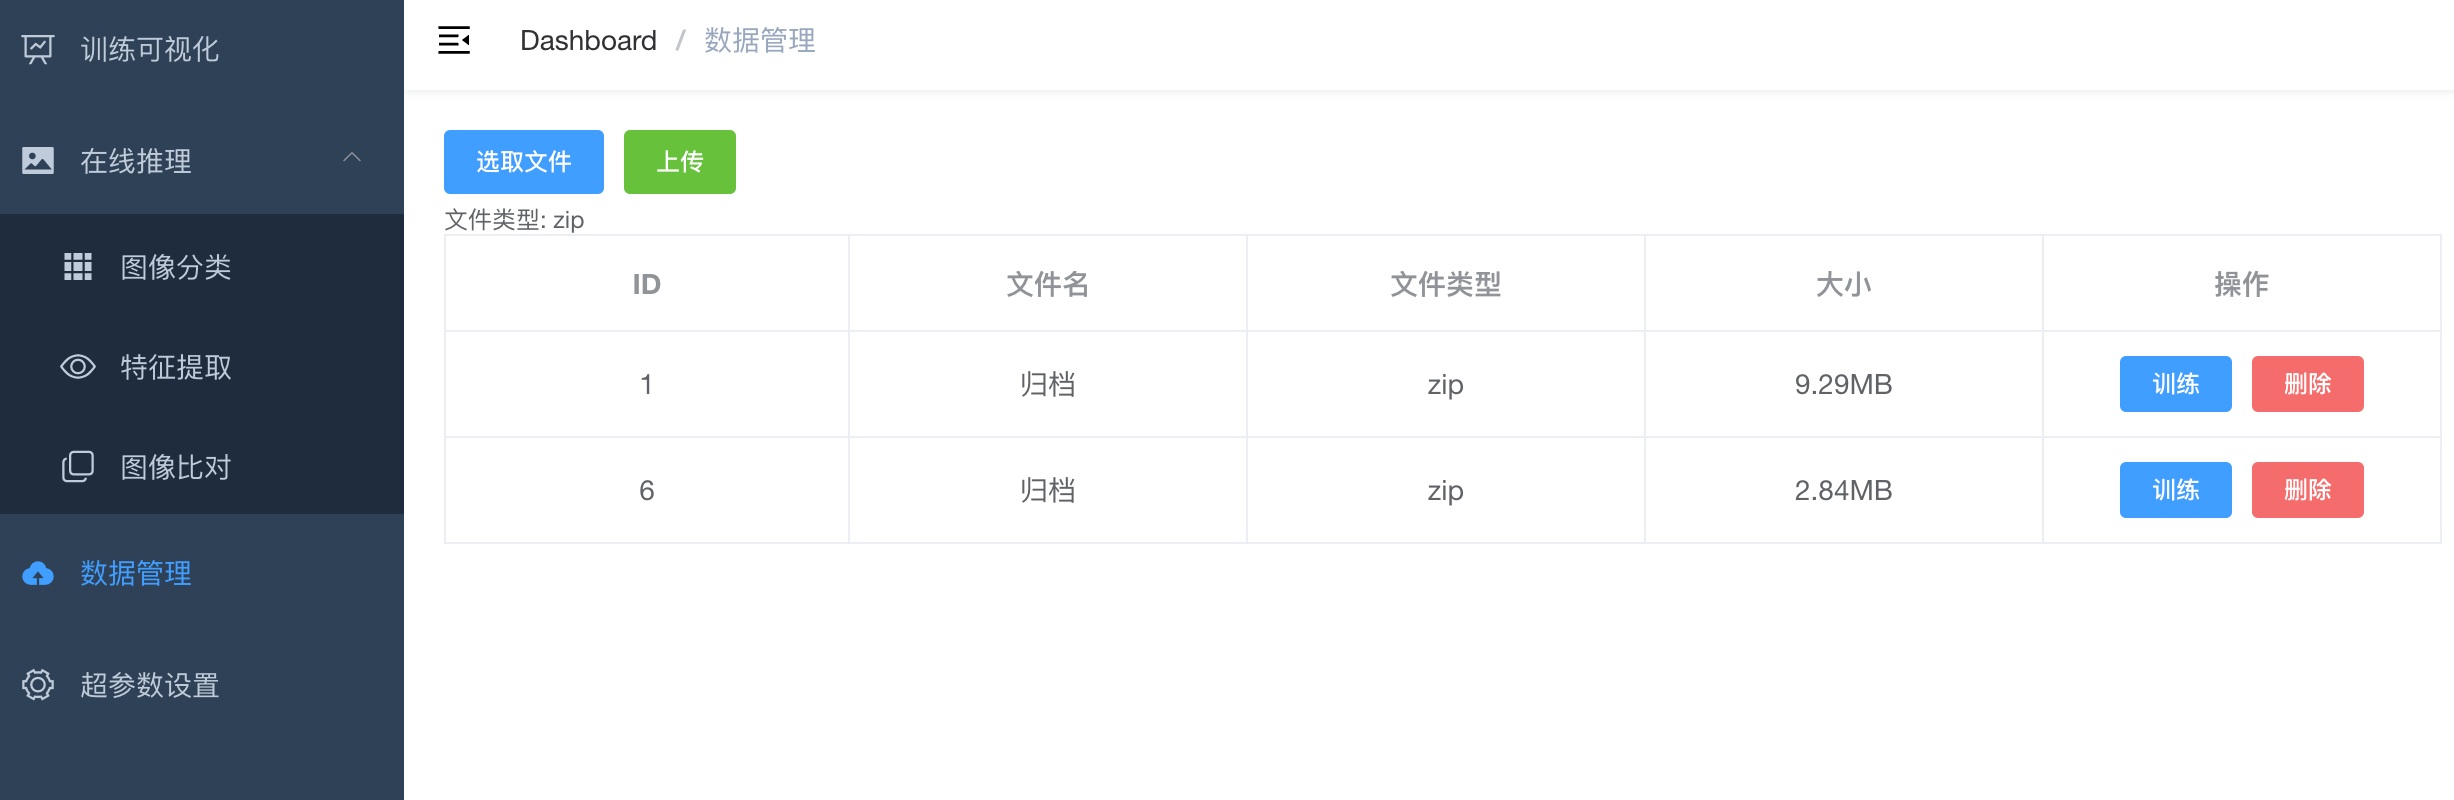 训练可视化
在线推理
图像分类
特征提取
图像比对
数据管理
超参数设置
Dashboard / 数据管理
选取文件 上传
文件类型: zip
ID 文件名 文件类型 大小 操作
1 归档 zip 9.29MB 训练 删除
6 归档 zip 2.84MB 训练 删除